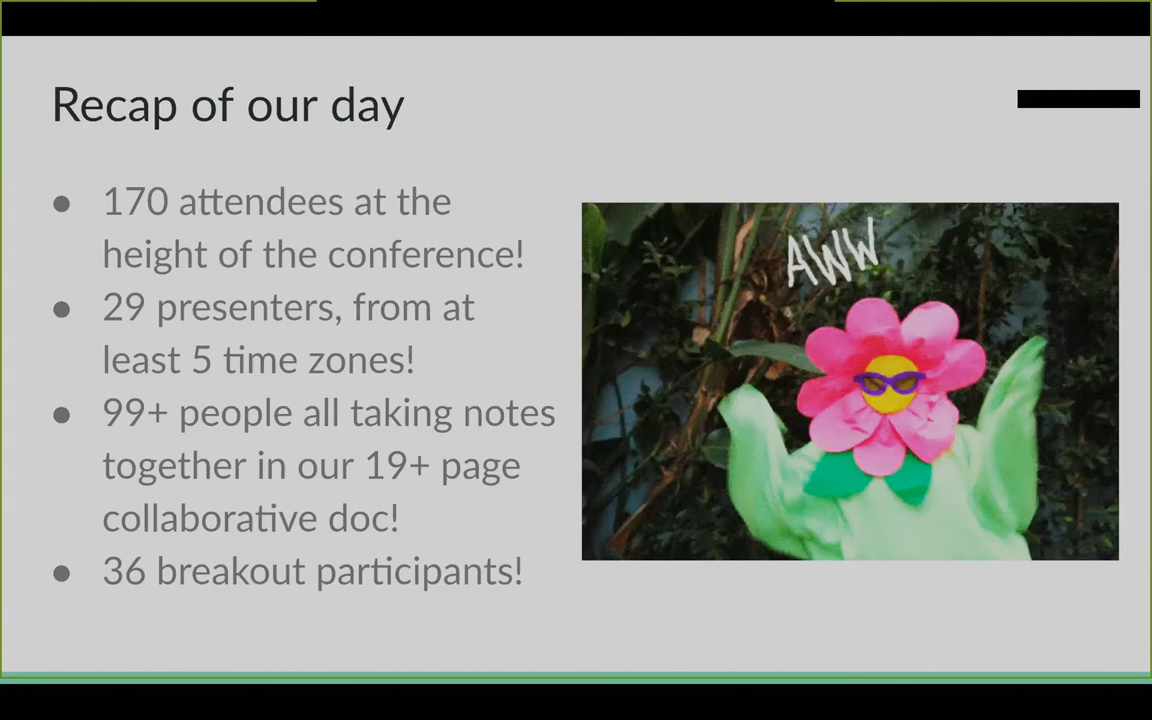 Recap of our day
● 170 attendees at the
height of the conference!
● 29 presenters, from at
least 5 time zones!
● 99+ people all taking notes
together in our 19+ page
collaborative doc!
● 36 breakout participants!
AWW